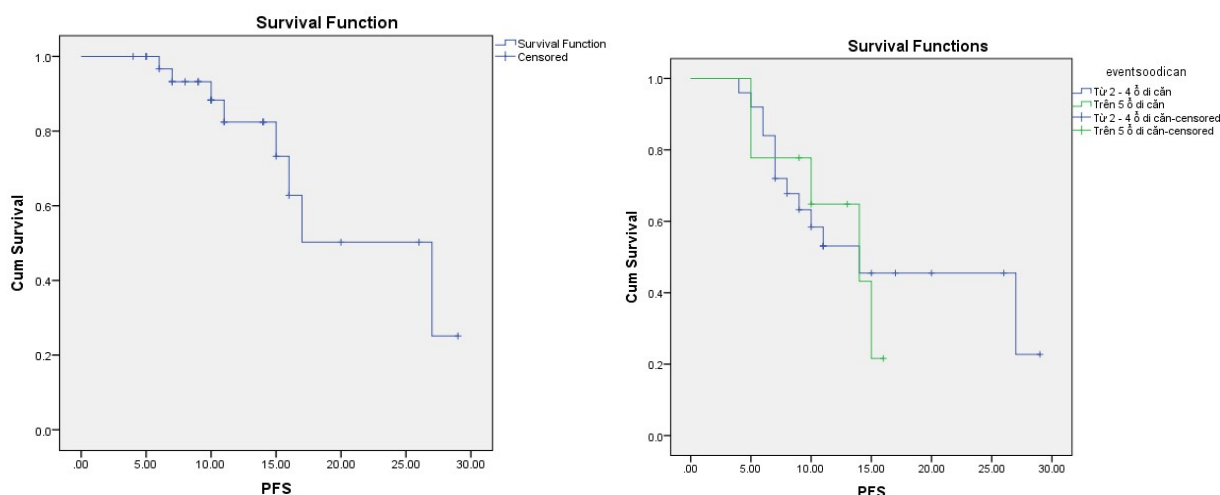 Survival Function
Survival Function
Censored
1.0
0.8
0.6
0.4
0.2
0.0
Cum Survival
.00 5.00 10.00 15.00 20.00 25.00 30.00
PFS
Survival Functions
eventsoodican
Từ 2 - 4 ổ di căn
Trên 5 ổ di căn
Từ 2 - 4 ổ di căn-censored
Trên 5 ổ di căn-censored
1.0
0.8
0.6
0.4
0.2
0.0
Cum Survival
.00 5.00 10.00 15.00 20.00 25.00 30.00
PFS